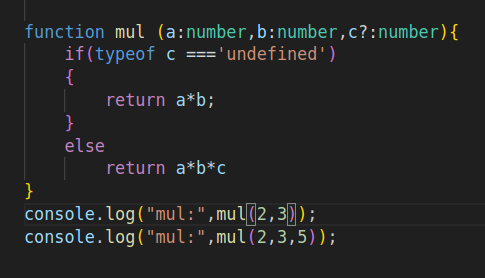 function mul (a:number,b:number,c?:number){
    if(typeof c ==='undefined')
    {
        return a*b;
    }
    else
        return a*b*c
}
console.log("mul:",mul(2,3));
console.log("mul:",mul(2,3,5));